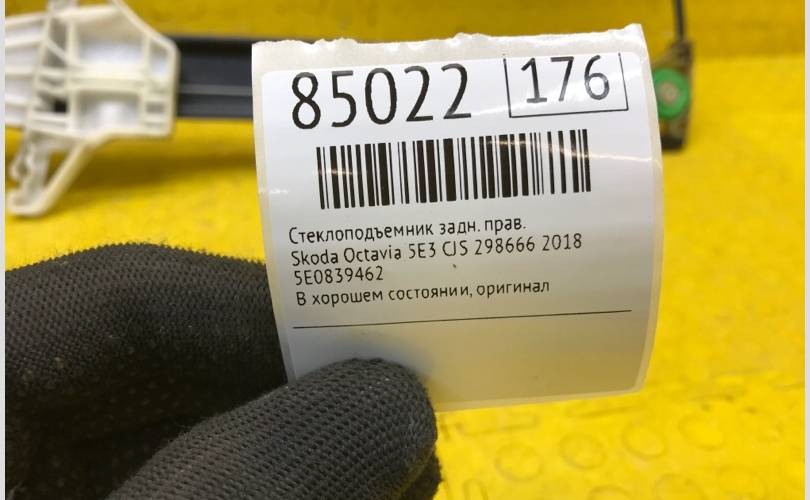 85022 176
Стеклоподъемник задн. прав.
Skoda Octavia 5E3 CJS 298666 2018
5E0839462
В хорошем состоянии, оригинал